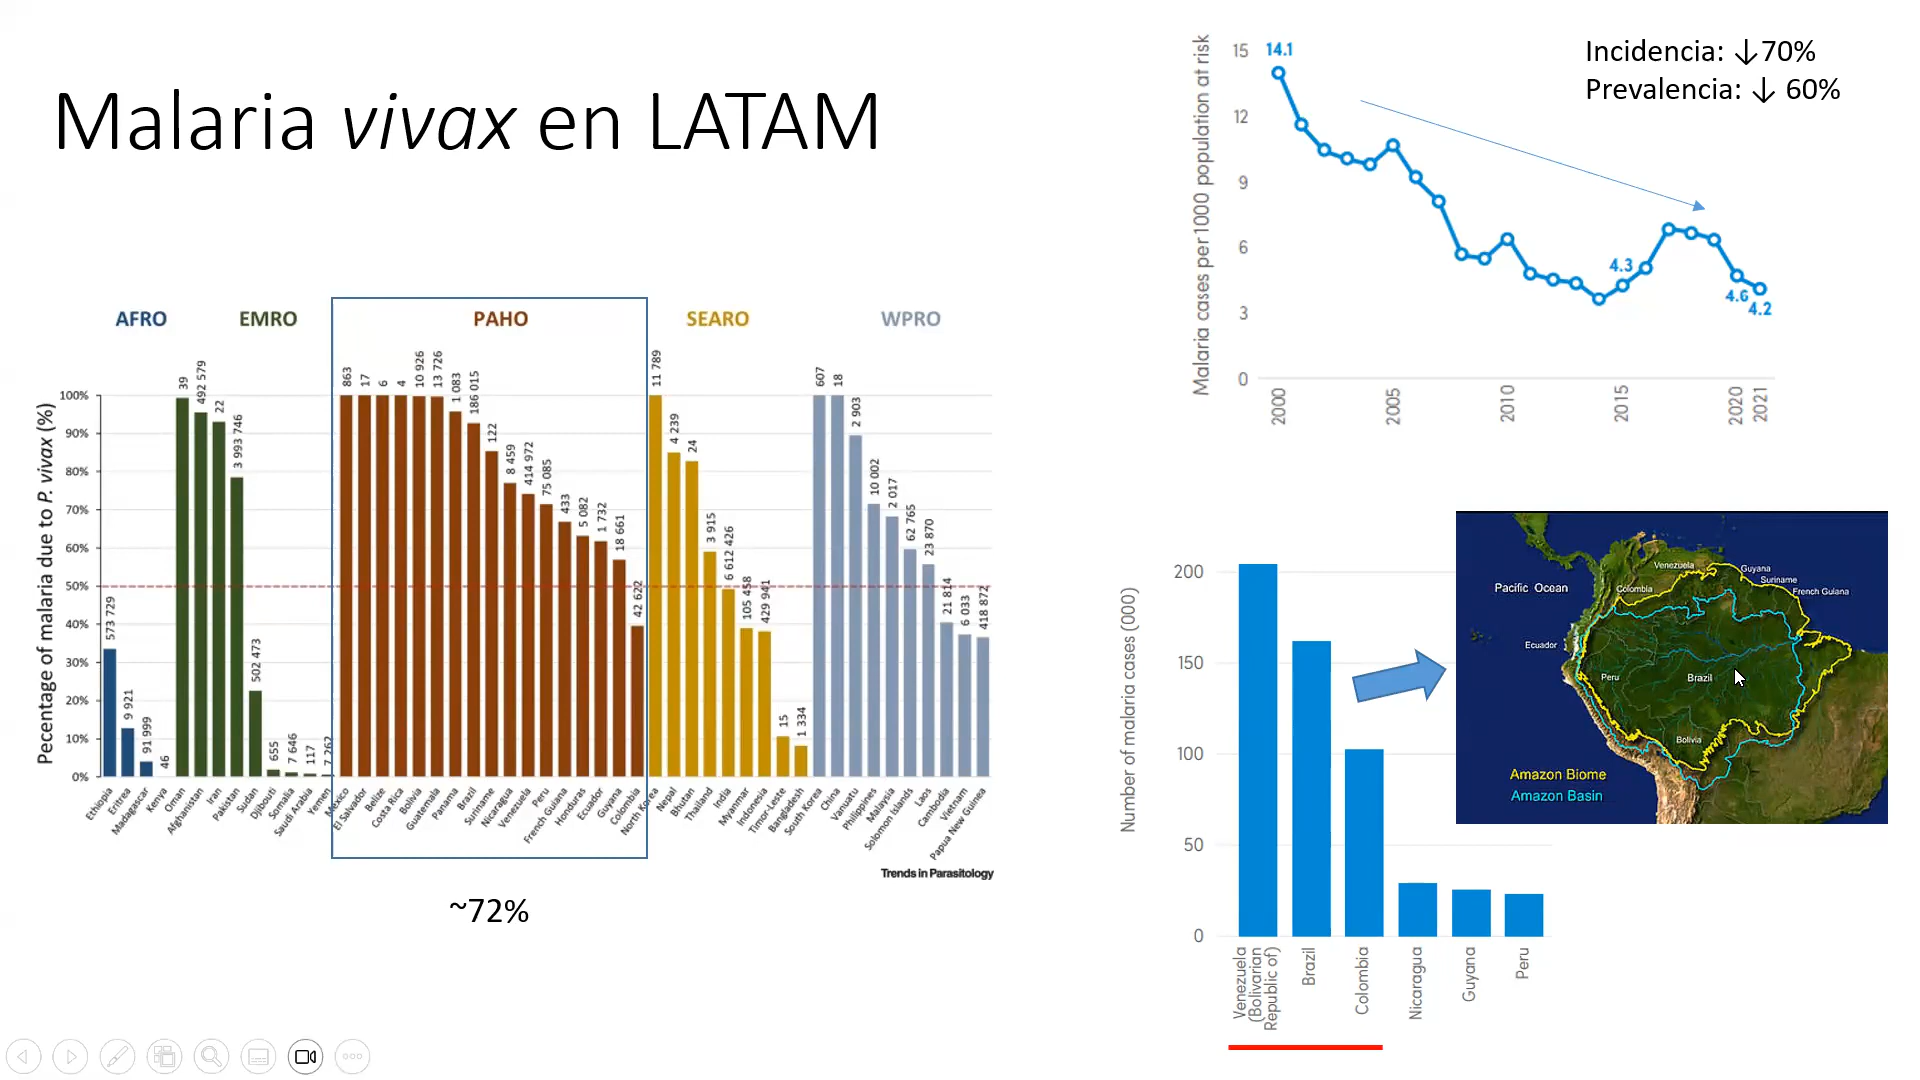 Malaria vivax en LATAM
AFRO EMRO PAHO SEARO WPRO
Pecentage of malaria due to P. vivax (%)
100%
90%
80%
70%
60%
50%
40%
30%
20%
10%
0%
573 729
9 921
91 999
46
39
492 579
22
3 993 746
502 473
655
7 646
117
7 262
863
17
6
4
10 926
13 726
1 083
186 015
122
8 459
414 972
75 085
433
5 082
1 732
18 661
42 622
11 789
4 239
24
3 915
6 612 426
105 458
429 941
15
1 334
607
18
2 903
10 002
2 017
62 765
23 870
21 814
6 033
418 872
Ethiopia
Eritrea
Madagascar
Kenya
Oman
Afghanistan
Iran
Pakistan
Sudan
Djibouti
Somalia
Saudi Arabia
Yemen
Mexico
El Salvador
Belize
Costa Rica
Bolivia
Guatemala
Panama
Brazil
Suriname
Nicaragua
Venezuela
Peru
French Guiana
Honduras
Ecuador
Guyana
Colombia
North Korea
Nepal
Bhutan
Thailand
India
Myanmar
Indonesia
Timor-Leste
Bangladesh
South Korea
China
Vanuatu
Philippines
Malaysia
Solomon Islands
Laos
Cambodia
Vietnam
Papua New Guinea
Trends in Parasitology
~72%
Incidencia: ↓70%
Prevalencia: ↓ 60%
Malaria cases per 1000 population at risk
15
12
9
6
3
0
14.1
4.3
4.6
4.2
2000
2005
2010
2015
2020
2021
Number of malaria cases (000)
200
150
100
50
0
Venezuela
(Bolivarian
Republic of)
Brazil
Colombia
Nicaragua
Guyana
Peru
Pacific Ocean
Venezuela
Guyana
Suriname
French Guiana
Colombia
Ecuador
Peru
Brazil
Bolivia
Amazon Biome
Amazon Basin